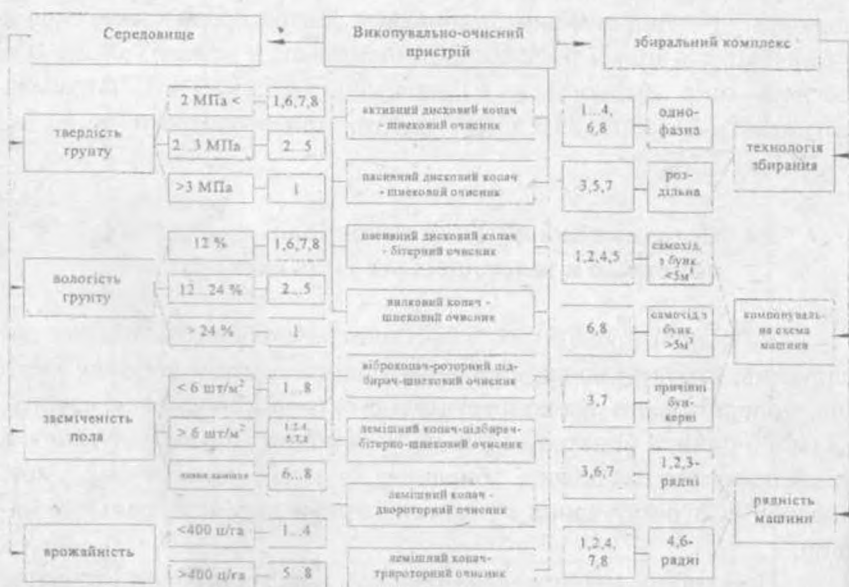 Середовище
Викопувально-очисний
пристрій
збиральний комплекс
твердість
грунту
2 МПа <
1,6,7,8
2...3 МПа
2...5
>3 МПа
1
вологість
грунту
12 %
1,6,7,8
12...24 %
2...5
> 24 %
1
засміченість
поля
< 6 шт/м²
1...8
> 6 шт/м²
6...8
врожайність
<400 ц/га
1...4
>400 ц/га
5...8
активний дисковий копач
- шнековий очисник
пасивний дисковий копач
- шнековий очисник
пасивний дисковий копач
- бітерний очисник
вилковий копач -
шнековий очисник
віброкопач-роторний під-
бирач-шнековий очисник
лемішний копач-підбирач-
бітерно-шнековий очисник
лемішний копач -
двороторний очисник
лемішний копач-
трироторний очисник
1...4,
6,8
одно-
фазна
3,5,7
роз-
дільна
технологія
збирання
1,2,4,5
самохід.
з бунк.
<5м³
6,8
самохід з
бунк.
>5м³
3,7
причіпні
бун-
керні
компонуваль-
на схема
машини
3,6,7
1,2,3-
рядні
1,2,4,
7,8
4,6-
рядні
рядність
машини